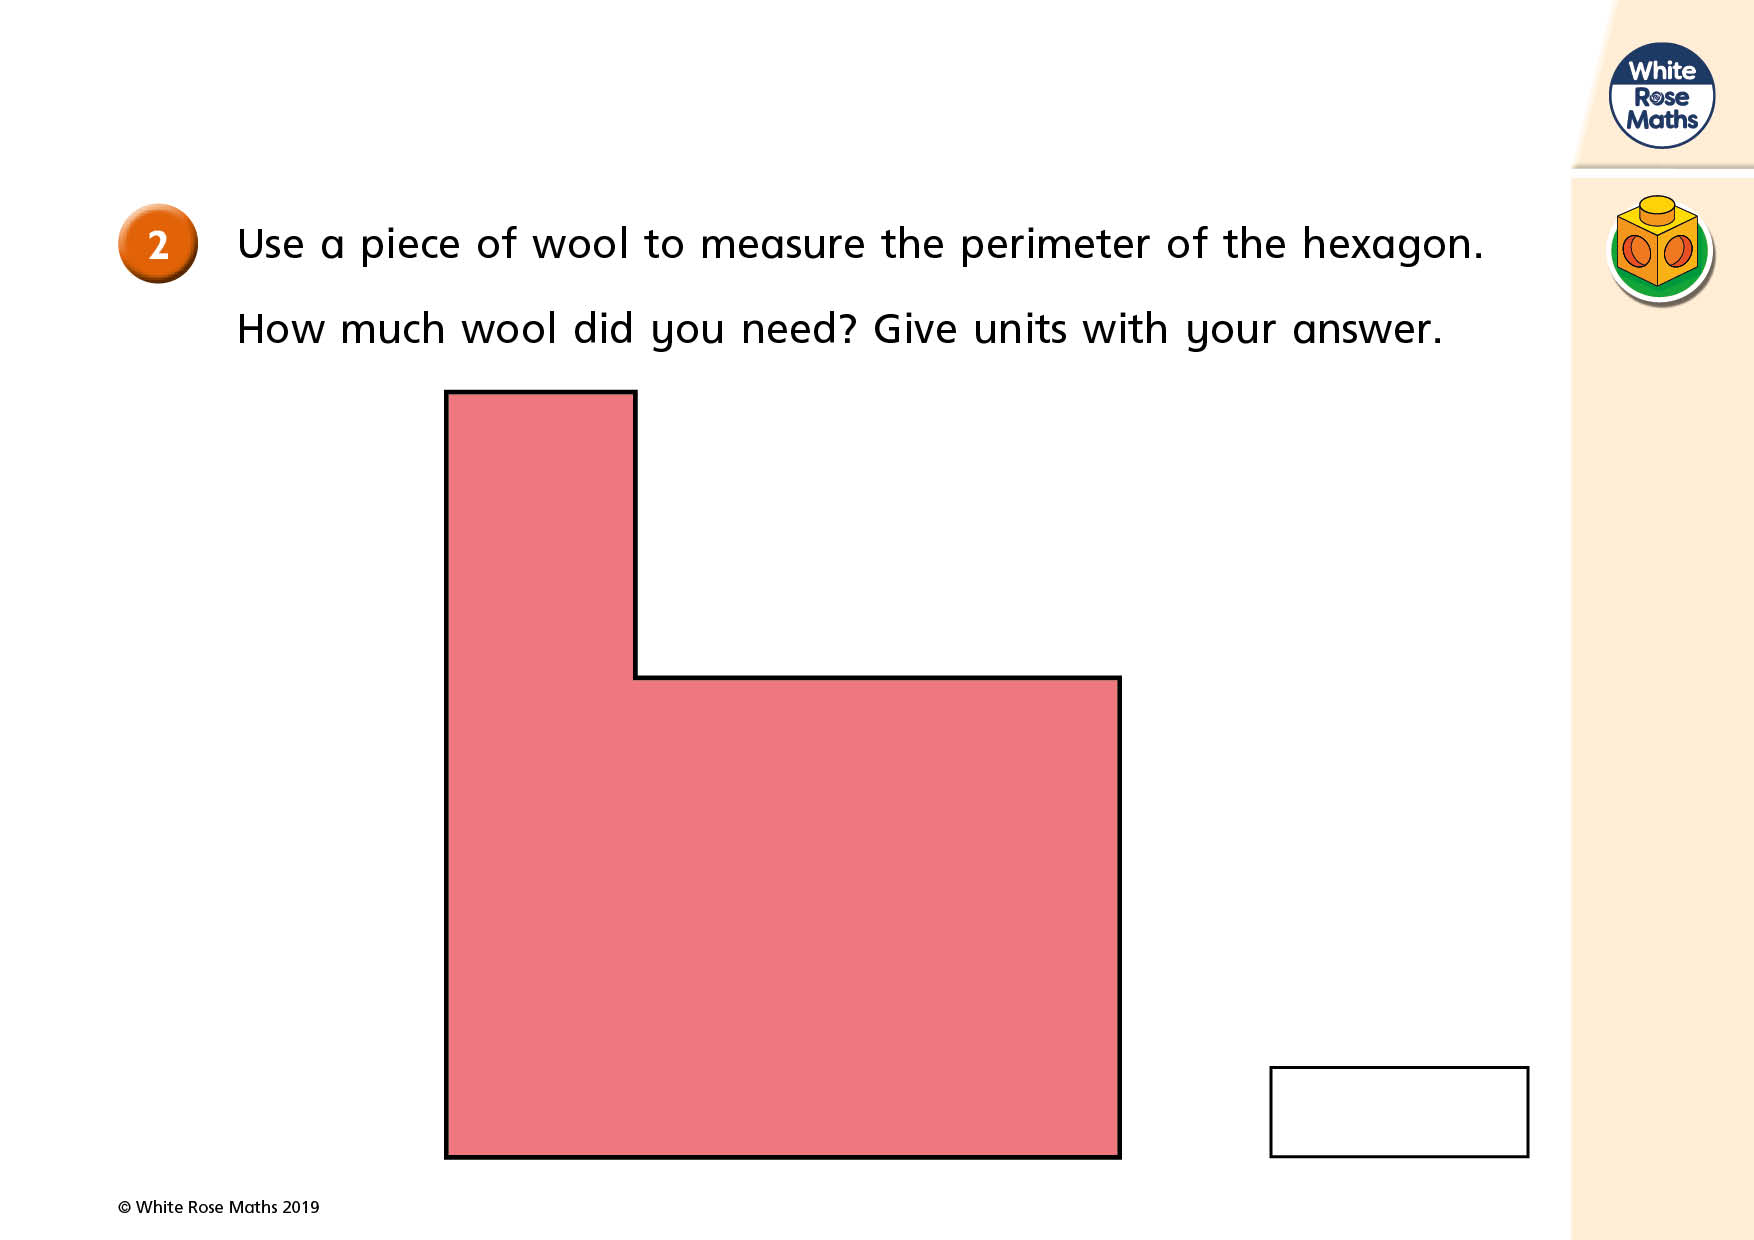 White
Rose
Maths
2
Use a piece of wool to measure the perimeter of the hexagon.
How much wool did you need? Give units with your answer.
© White Rose Maths 2019